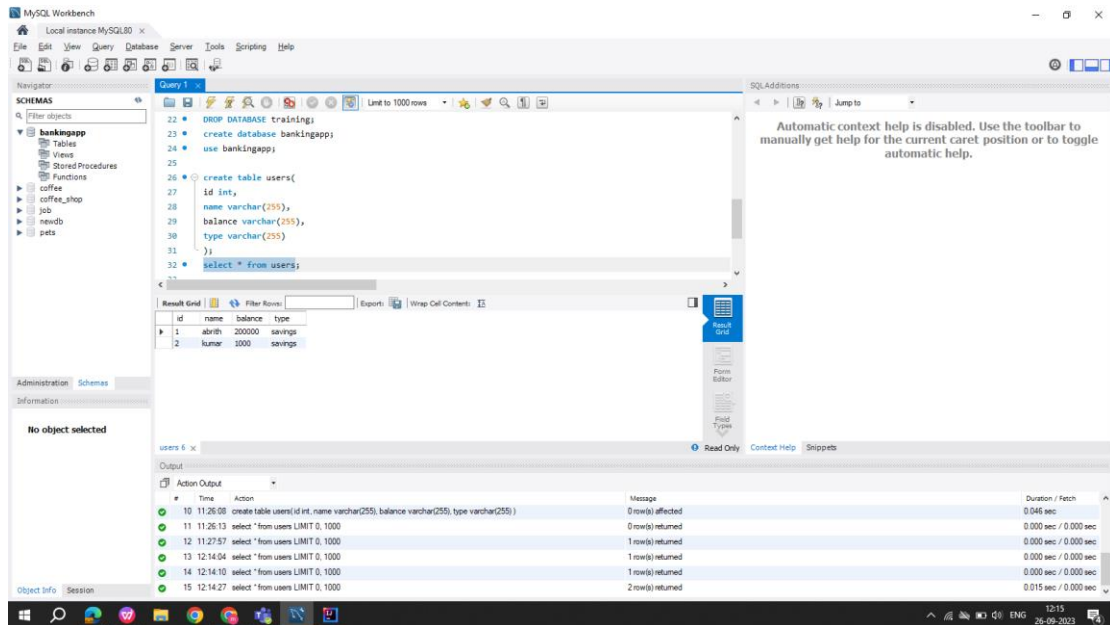 MySQL Workbench
Local instance MySQL80
File Edit View Query Database Server Tools Scripting Help
Navigator
SCHEMAS
Filter objects
bankingapp
Tables
Views
Stored Procedures
Functions
coffee
coffee_shop
job
newdb
pets
Administration Schemas
Information
No object selected
Object Info Session
Query 1
Limit to 1000 rows
22 DROP DATABASE training;
23 create database bankingapp;
24 use bankingapp;
25
26 create table users(
27 id int,
28 name varchar(255),
29 balance varchar(255),
30 type varchar(255)
31 );
32 select * from users;
33
Result Grid Filter Rows: Export: Wrap Cell Content:
id name balance type
1 abrith 200000 savings
2 kumar 1000 savings
Result Grid
Form Editor
Field Types
users 6
Read Only
SQLAdditions
Jump to
Automatic context help is disabled. Use the toolbar to
manually get help for the current caret position or to toggle
automatic help.
Context Help Snippets
Output
Action Output
# Time Action Message Duration / Fetch
10 11:26:08 create table users( id int, name varchar(255), balance varchar(255), type varchar(255) ) 0 row(s) affected 0.046 sec
11 11:26:13 select * from users LIMIT 0, 1000 0 row(s) returned 0.000 sec / 0.000 sec
12 11:27:57 select * from users LIMIT 0, 1000 1 row(s) returned 0.000 sec / 0.000 sec
13 12:14:04 select * from users LIMIT 0, 1000 1 row(s) returned 0.000 sec / 0.000 sec
14 12:14:10 select * from users LIMIT 0, 1000 1 row(s) returned 0.000 sec / 0.000 sec
15 12:14:27 select * from users LIMIT 0, 1000 2 row(s) returned 0.015 sec / 0.000 sec
ENG
12:15
26-09-2023